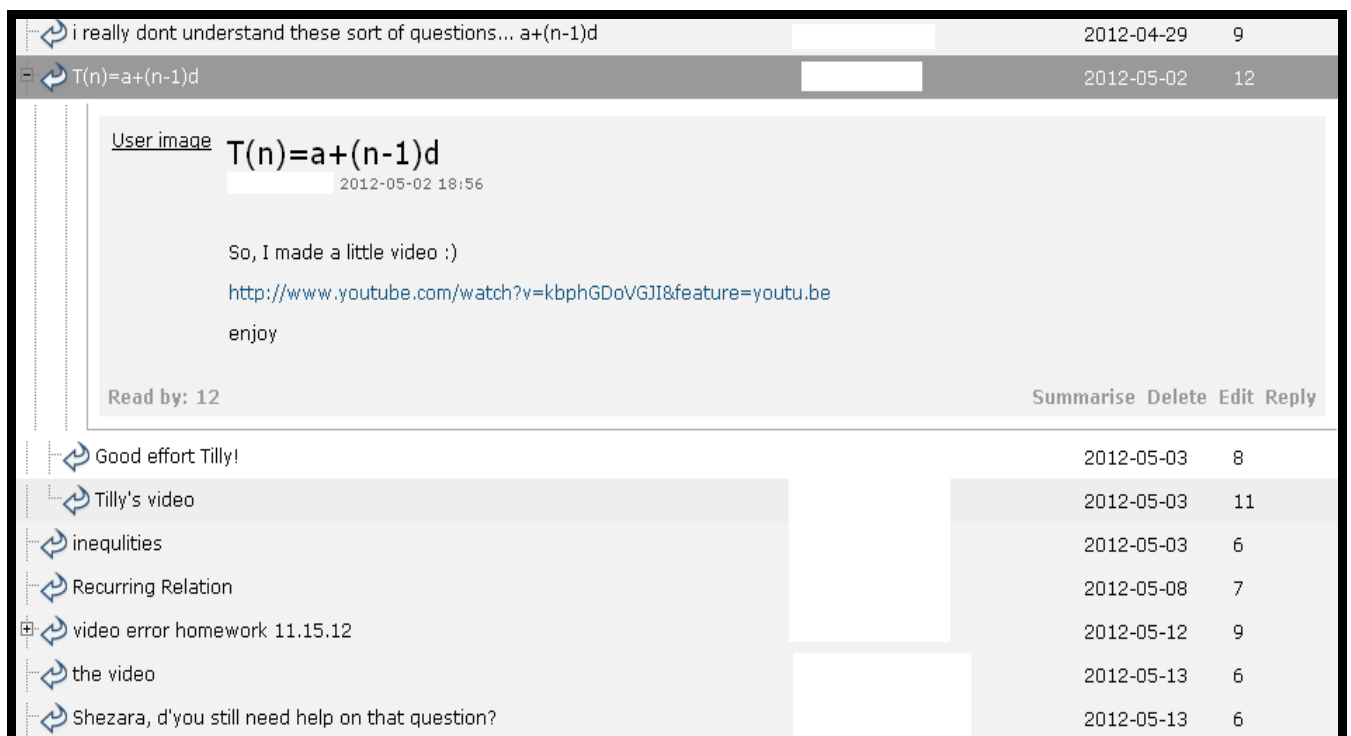 i really dont understand these sort of questions... a+(n-1)d 2012-04-29 9
T(n)=a+(n-1)d 2012-05-02 12
User image T(n)=a+(n-1)d
2012-05-02 18:56
So, I made a little video :)
http://www.youtube.com/watch?v=kbphGDoVGJI&feature=youtu.be
enjoy
Read by: 12 Summarise Delete Edit Reply
Good effort Tilly! 2012-05-03 8
Tilly's video 2012-05-03 11
inequlities 2012-05-03 6
Recurring Relation 2012-05-08 7
video error homework 11.15.12 2012-05-12 9
the video 2012-05-13 6
Shezara, d'you still need help on that question? 2012-05-13 6